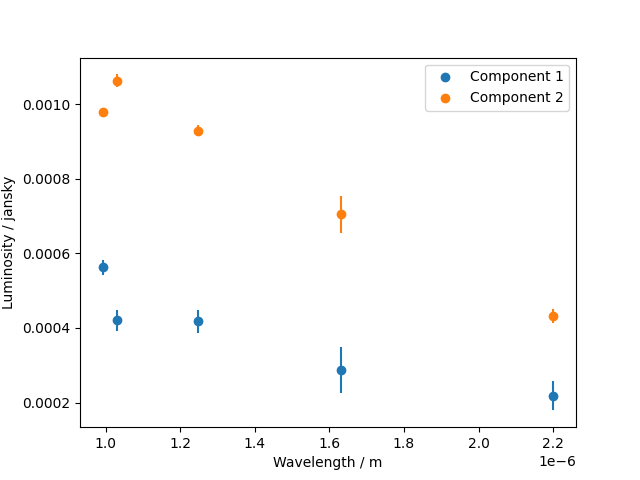 Component 1
Component 2
0.0010
0.0008
0.0006
0.0004
0.0002
Luminosity / jansky
1.0 1.2 1.4 1.6 1.8 2.0 2.2
1e−6
Wavelength / m